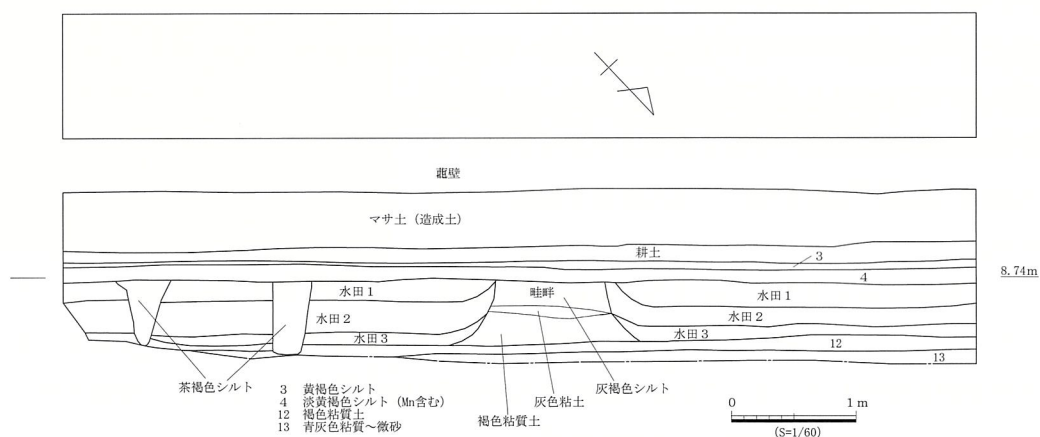 マサ土（造成土）
耕土
3
4
8.74m
水田1
畦畔
水田1
水田2
水田2
水田3
水田3
12
13
茶褐色シルト
灰褐色シルト
灰色粘土
褐色粘質土
3 黄褐色シルト
4 淡黄褐色シルト（Mn含む）
12 褐色粘質土
13 青灰色粘質～微砂
0 1m
(S=1/60)